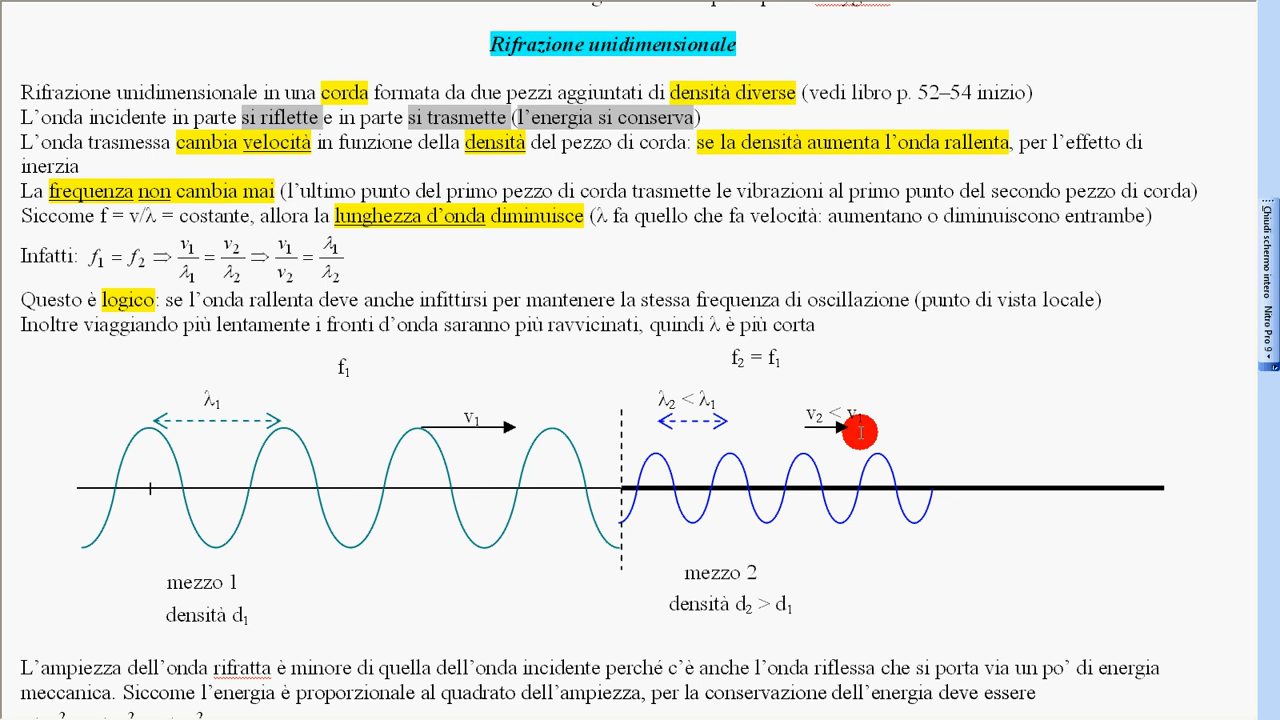 Rifrazione unidimensionale
Rifrazione unidimensionale in una corda formata da due pezzi aggiuntati di densità diverse (vedi libro p. 52–54 inizio)
L’onda incidente in parte si riflette e in parte si trasmette (l’energia si conserva)
L’onda trasmessa cambia velocità in funzione della densità del pezzo di corda: se la densità aumenta l’onda rallenta, per l’effetto di
inerzia
La frequenza non cambia mai (l’ultimo punto del primo pezzo di corda trasmette le vibrazioni al primo punto del secondo pezzo di corda)
Siccome f = v/λ = costante, allora la lunghezza d’onda diminuisce (λ fa quello che fa velocità: aumentano o diminuiscono entrambe)
Infatti: f₁ = f₂ ⇒ v₁/λ₁ = v₂/λ₂ ⇒ v₁/v₂ = λ₁/λ₂
Questo è logico: se l’onda rallenta deve anche infittirsi per mantenere la stessa frequenza di oscillazione (punto di vista locale)
Inoltre viaggiando più lentamente i fronti d’onda saranno più ravvicinati, quindi λ è più corta
f₁
f₂ = f₁
λ₁
v₁
λ₂ < λ₁
v₂ < v₁
mezzo 1
densità d₁
mezzo 2
densità d₂ > d₁
L’ampiezza dell’onda rifratta è minore di quella dell’onda incidente perché c’è anche l’onda riflessa che si porta via un po’ di energia
meccanica. Siccome l’energia è proporzionale al quadrato dell’ampiezza, per la conservazione dell’energia deve essere
Chiudi schermo intero
Nitro Pro 9